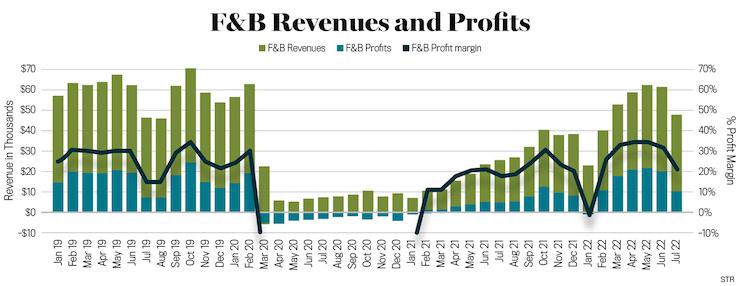 F&B Revenues and Profits
F&B Revenues F&B Profits F&B Profit margin
$70 70%
$60 60%
$50 50%
$40 40%
$30 30%
$20 20%
$10 10%
$0 0%
-$10 -10%
Revenue in Thousands
% Profit Margin
Jan 19
Feb 19
Mar 19
Apr 19
May 19
Jun 19
Jul 19
Aug 19
Sep 19
Oct 19
Nov 19
Dec 19
Jan 20
Feb 20
Mar 20
Apr 20
May 20
Jun 20
Jul 20
Aug 20
Sep 20
Oct 20
Nov 20
Dec 20
Jan 21
Feb 21
Mar 21
Apr 21
May 21
Jun 21
Jul 21
Aug 21
Sep 21
Oct 21
Nov 21
Dec 21
Jan 22
Feb 22
Mar 22
Apr 22
May 22
Jun 22
Jul 22
STR